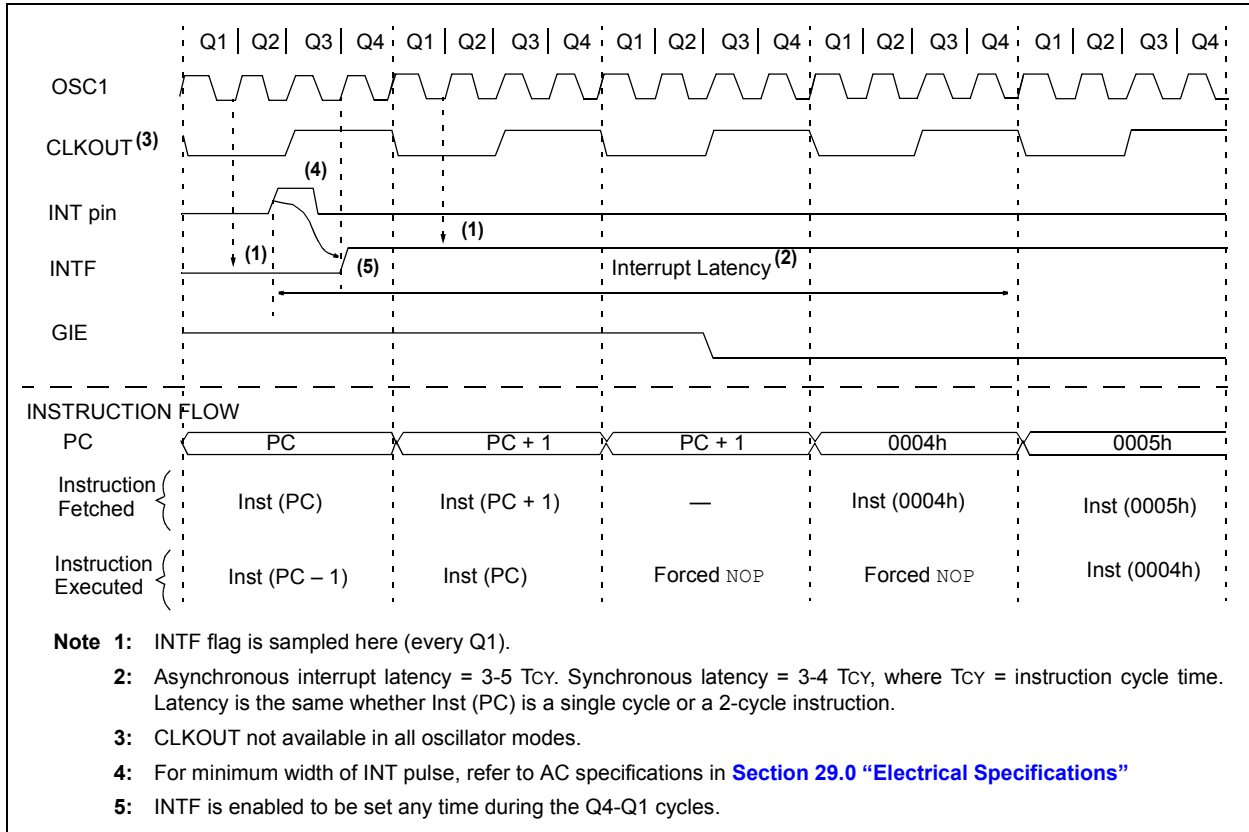 Q1 Q2 Q3 Q4 Q1 Q2 Q3 Q4 Q1 Q2 Q3 Q4 Q1 Q2 Q3 Q4 Q1 Q2 Q3 Q4
OSC1
CLKOUT (3)
(4)
INT pin
(1) (1)
INTF (5) Interrupt Latency (2)
GIE
INSTRUCTION FLOW
PC PC PC + 1 PC + 1 0004h 0005h
Instruction
Fetched Inst (PC) Inst (PC + 1) — Inst (0004h) Inst (0005h)
Instruction
Executed Inst (PC – 1) Inst (PC) Forced NOP Forced NOP Inst (0004h)
Note 1: INTF flag is sampled here (every Q1).
2: Asynchronous interrupt latency = 3-5 TCY. Synchronous latency = 3-4 TCY, where TCY = instruction cycle time.
Latency is the same whether Inst (PC) is a single cycle or a 2-cycle instruction.
3: CLKOUT not available in all oscillator modes.
4: For minimum width of INT pulse, refer to AC specifications in Section 29.0 “Electrical Specifications”
5: INTF is enabled to be set any time during the Q4-Q1 cycles.